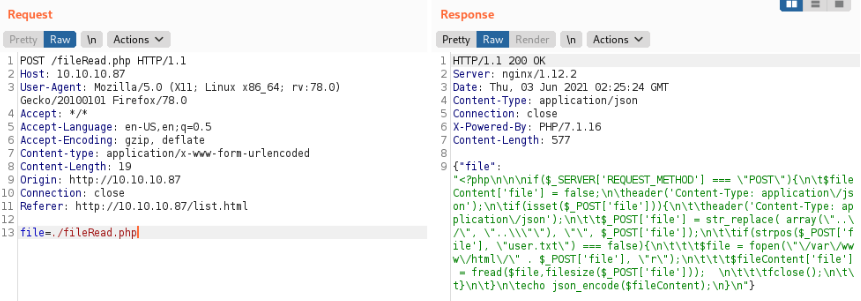 Request
Response
Pretty Raw \n Actions
Pretty Raw Render \n Actions
1 POST /fileRead.php HTTP/1.1
2 Host: 10.10.10.87
3 User-Agent: Mozilla/5.0 (X11; Linux x86_64; rv:78.0)
Gecko/20100101 Firefox/78.0
4 Accept: */*
5 Accept-Language: en-US,en;q=0.5
6 Accept-Encoding: gzip, deflate
7 Content-type: application/x-www-form-urlencoded
8 Content-Length: 19
9 Origin: http://10.10.10.87
10 Connection: close
11 Referer: http://10.10.10.87/list.html
12
13 file=./fileRead.php
1 HTTP/1.1 200 OK
2 Server: nginx/1.12.2
3 Date: Thu, 03 Jun 2021 02:25:24 GMT
4 Content-Type: application/json
5 Connection: close
6 X-Powered-By: PHP/7.1.16
7 Content-Length: 577
8
9 {"file":
"<?php\n\n\nif($_SERVER['REQUEST_METHOD'] === \"POST\"){\n\t$file
Content['file'] = false;\n\theader('Content-Type: application\/js
on');\n\tif(isset($_POST['file'])){\n\t\theader('Content-Type: ap
plication\/json');\n\t\t$_POST['file'] = str_replace( array(\"..\
/\", \"..\\\"\"), \"\", $_POST['file']);\n\t\tif(strpos($_POST['f
ile'], \"user.txt\") === false){\n\t\t\t$file = fopen(\"\/var\/ww
w\/html\/\" . $_POST['file'], \"r\");\n\t\t\t$fileContent['file']
= fread($file,filesize($_POST['file']));  \n\t\t\tfclose();\n\t\
t}\n\t}\n\techo json_encode($fileContent);\n}\n"}